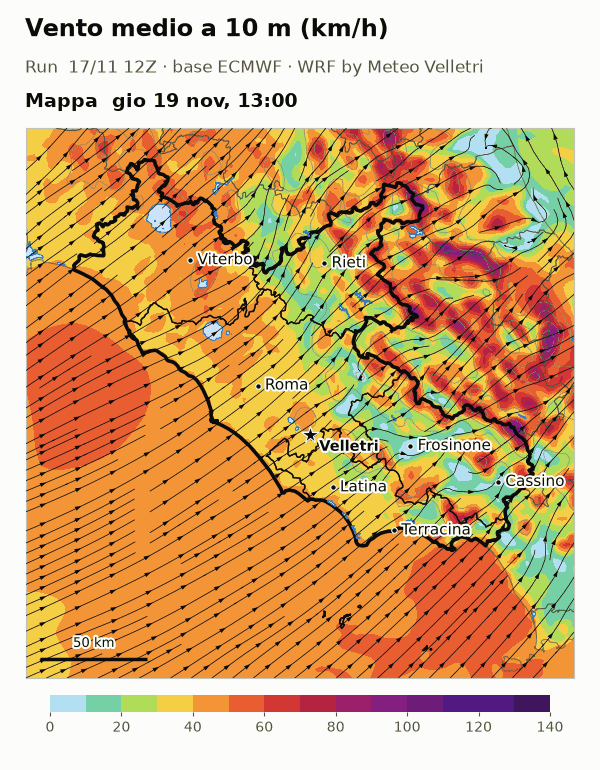 Vento medio a 10 m (km/h)
Run  17/11 12Z · base ECMWF · WRF by Meteo Velletri
Mappa  gio 19 nov, 13:00
Viterbo
Rieti
Roma
Velletri
Frosinone
Cassino
Latina
Terracina
50 km
0 20 40 60 80 100 120 140